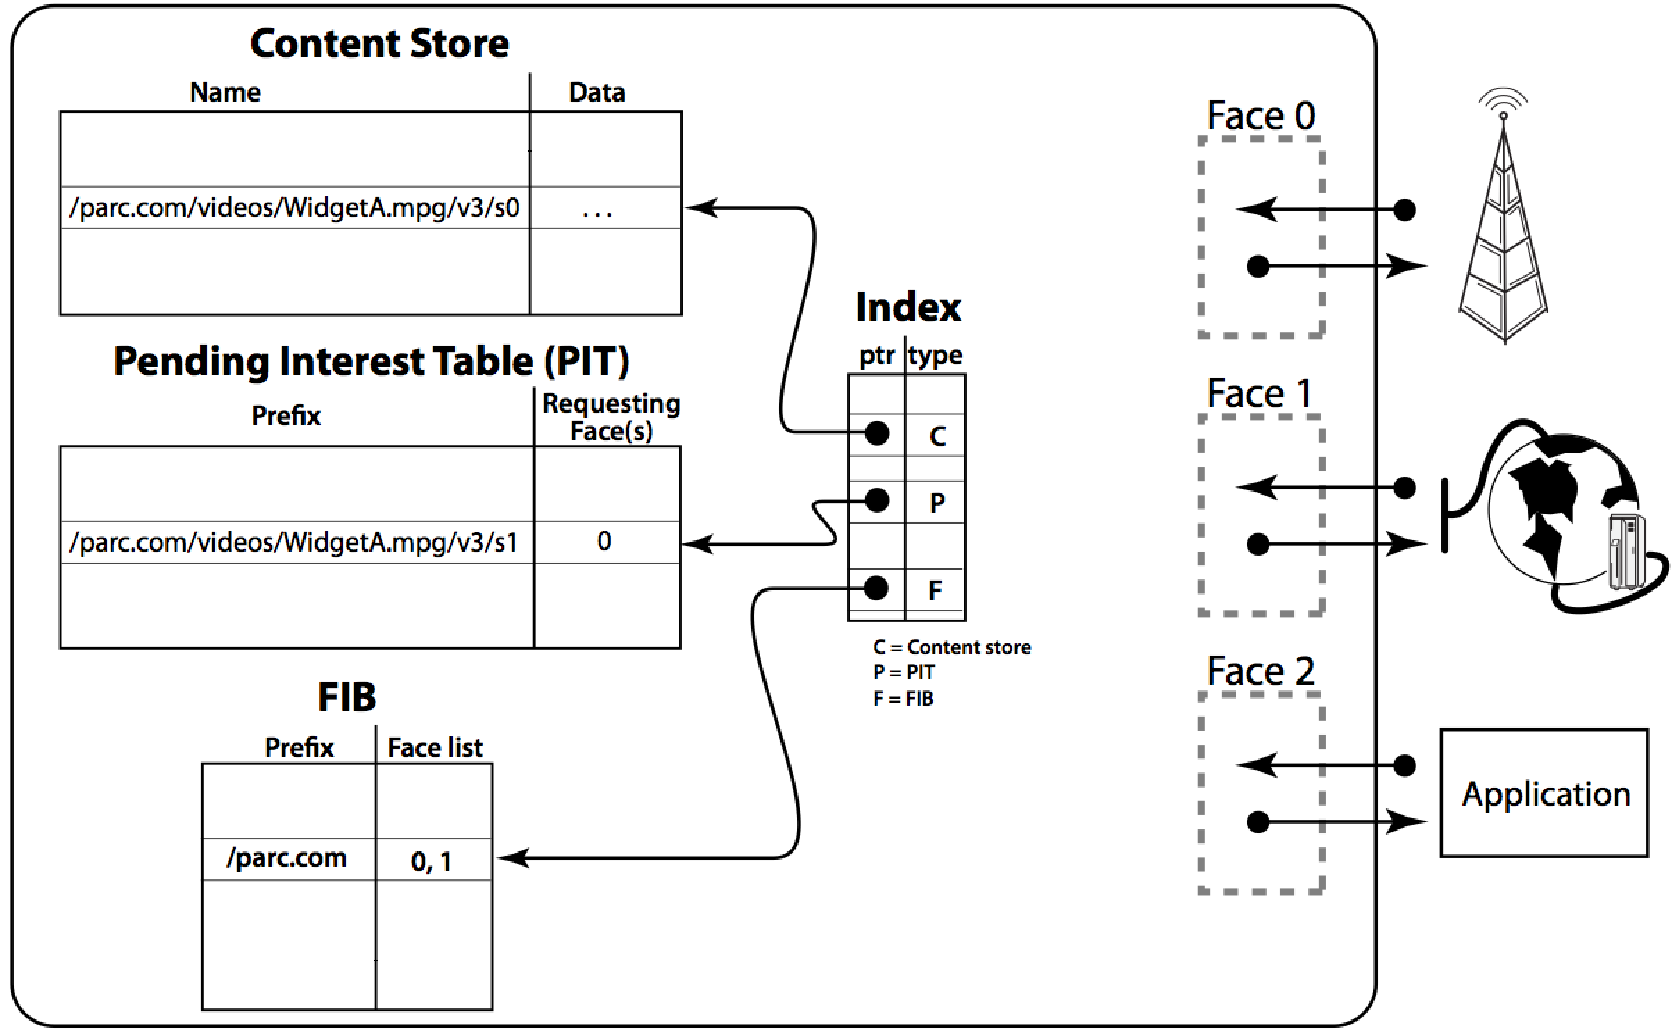 Content Store
Name Data
/parc.com/videos/WidgetA.mpg/v3/s0 ...
Pending Interest Table (PIT)
Prefix Requesting
Face(s)
/parc.com/videos/WidgetA.mpg/v3/s1 0
FIB
Prefix Face list
/parc.com 0, 1
Index
ptr type
C
P
F
C = Content store
P = PIT
F = FIB
Face 0
Face 1
Face 2
Application